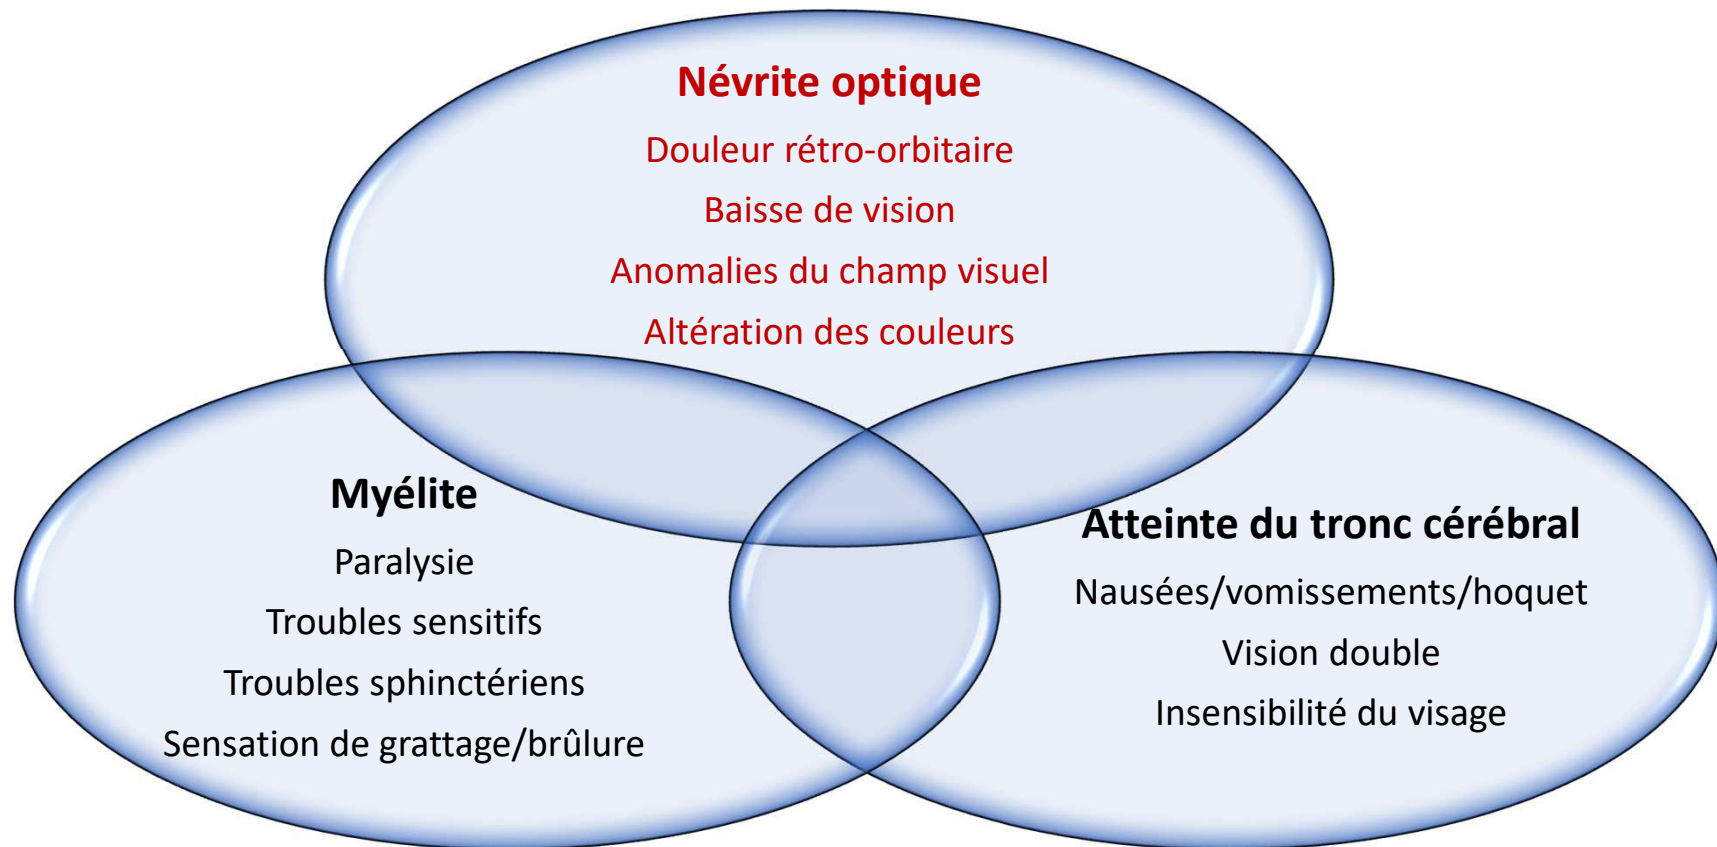 Névrite optique
Douleur rétro-orbitaire
Baisse de vision
Anomalies du champ visuel
Altération des couleurs
Myélite
Paralysie
Troubles sensitifs
Troubles sphinctériens
Sensation de grattage/brûlure
Atteinte du tronc cérébral
Nausées/vomissements/hoquet
Vision double
Insensibilité du visage